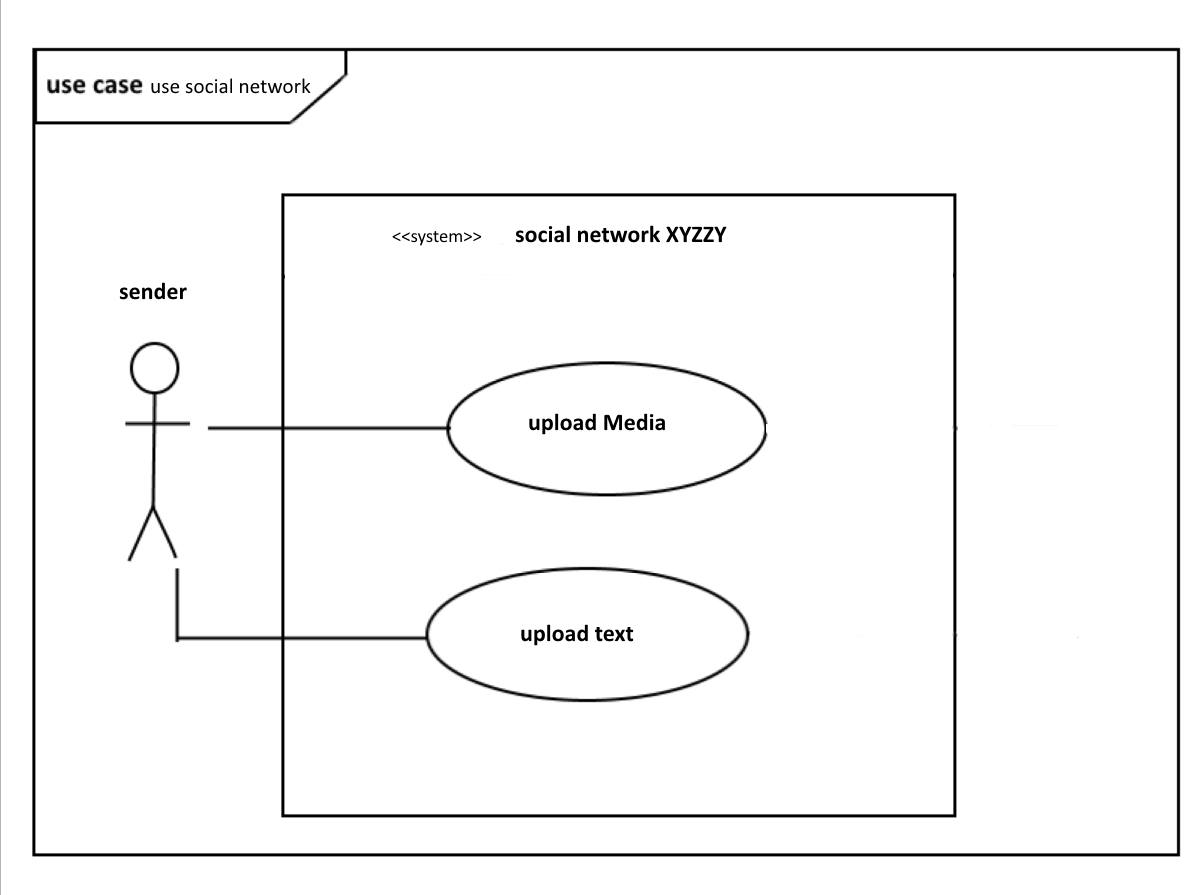 use case use social network
<<system>> social network XYZZY
sender
upload Media
upload text